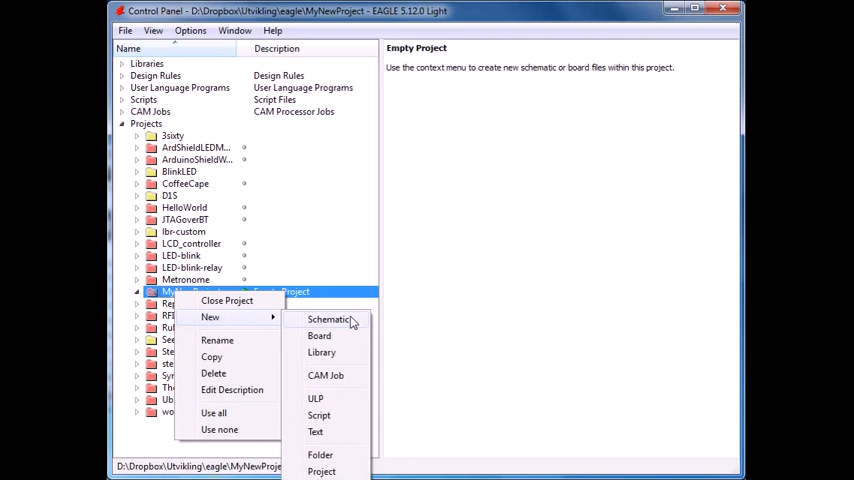 Control Panel - D:\Dropbox\Utvikling\eagle\MyNewProject - EAGLE 5.12.0 Light
File View Options Window Help
Name Description
Libraries
Design Rules Design Rules
User Language Programs User Language Programs
Scripts Script Files
CAM Jobs CAM Processor Jobs
Projects
3sixty
ArdShieldLEDM...
ArduinoShieldW...
BlinkLED
CoffeeCape
D1S
HelloWorld
JTAGoverBT
lbr-custom
LCD_controller
LED-blink
LED-blink-relay
Metronome
Project
Close Project
New
Rename
Copy
Delete
Edit Description
Use all
Use none
Schematic
Board
Library
CAM Job
ULP
Script
Text
Folder
Project
Empty Project
Use the context menu to create new schematic or board files within this project.
D:\Dropbox\Utvikling\eagle\MyNewProje